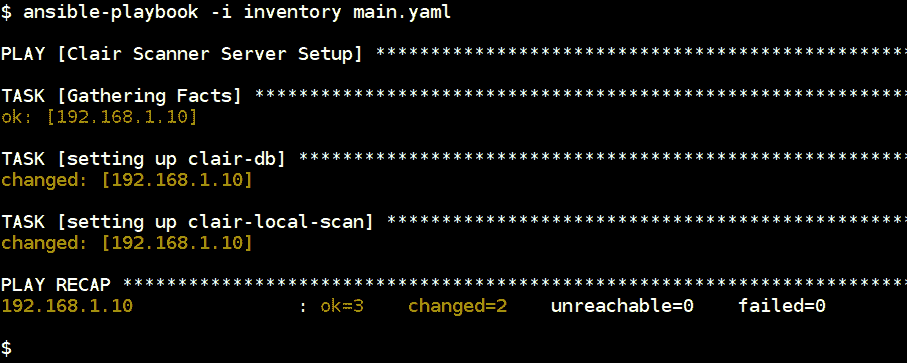 $ ansible-playbook -i inventory main.yaml
PLAY [Clair Scanner Server Setup] *************************************************
TASK [Gathering Facts] ************************************************************
ok: [192.168.1.10]
TASK [setting up clair-db] ********************************************************
changed: [192.168.1.10]
TASK [setting up clair-local-scan] ************************************************
changed: [192.168.1.10]
PLAY RECAP ************************************************************************
192.168.1.10               : ok=3    changed=2    unreachable=0    failed=0
$